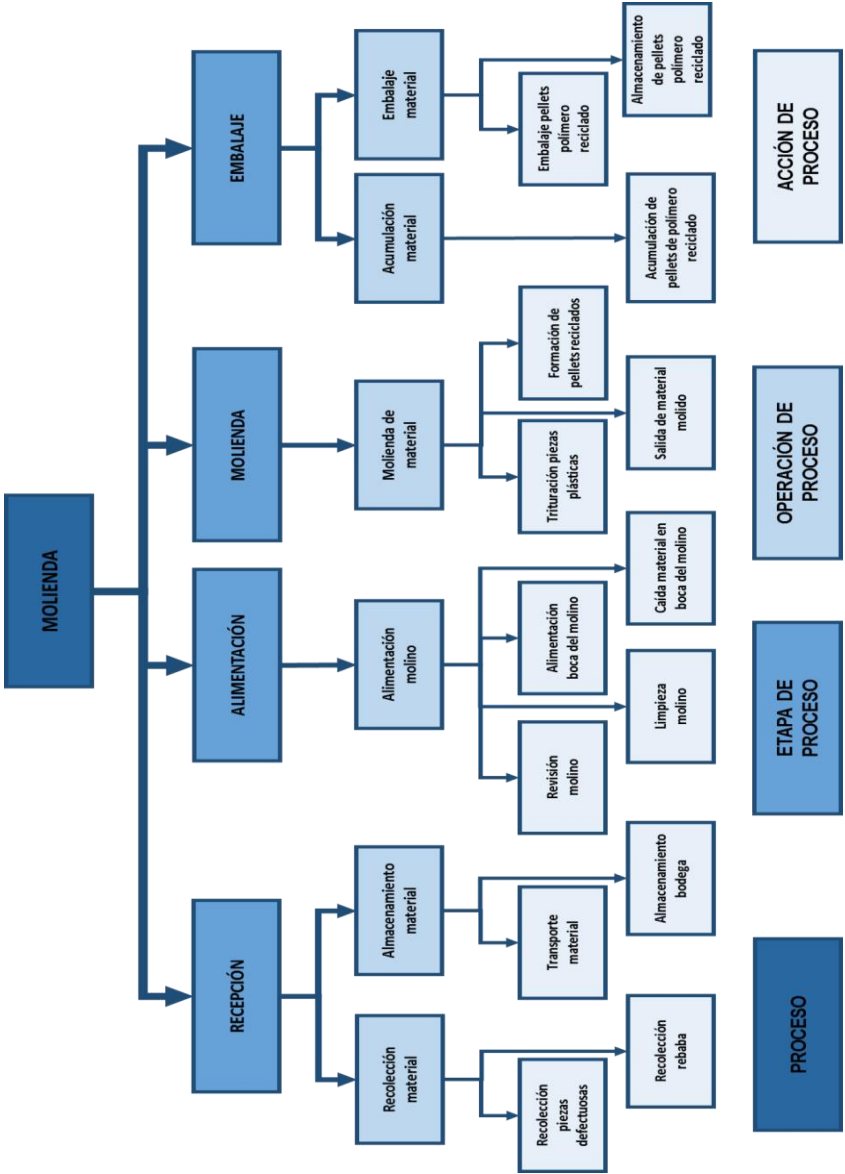 MOLIENDA
RECEPCIÓN
ALIMENTACIÓN
MOLIENDA
EMBALAJE
Recolección
material
Almacenamiento
material
Alimentación
molino
Molienda de
material
Acumulación
material
Embalaje
material
Recolección
piezas
defectuosas
Transporte
material
Revisión
molino
Alimentación
boca del molino
Trituración piezas
plásticas
Formación de
pellets reciclados
Embalaje pellets
polímero
reciclado
Recolección
rebaba
Almacenamiento
bodega
Limpieza
molino
Caída material en
boca del molino
Salida de material
molido
Acumulación de
pellets de polímero
reciclado
Almacenamiento
de pellets
polímero
reciclado
PROCESO
ETAPA DE
PROCESO
OPERACIÓN DE
PROCESO
ACCIÓN DE
PROCESO